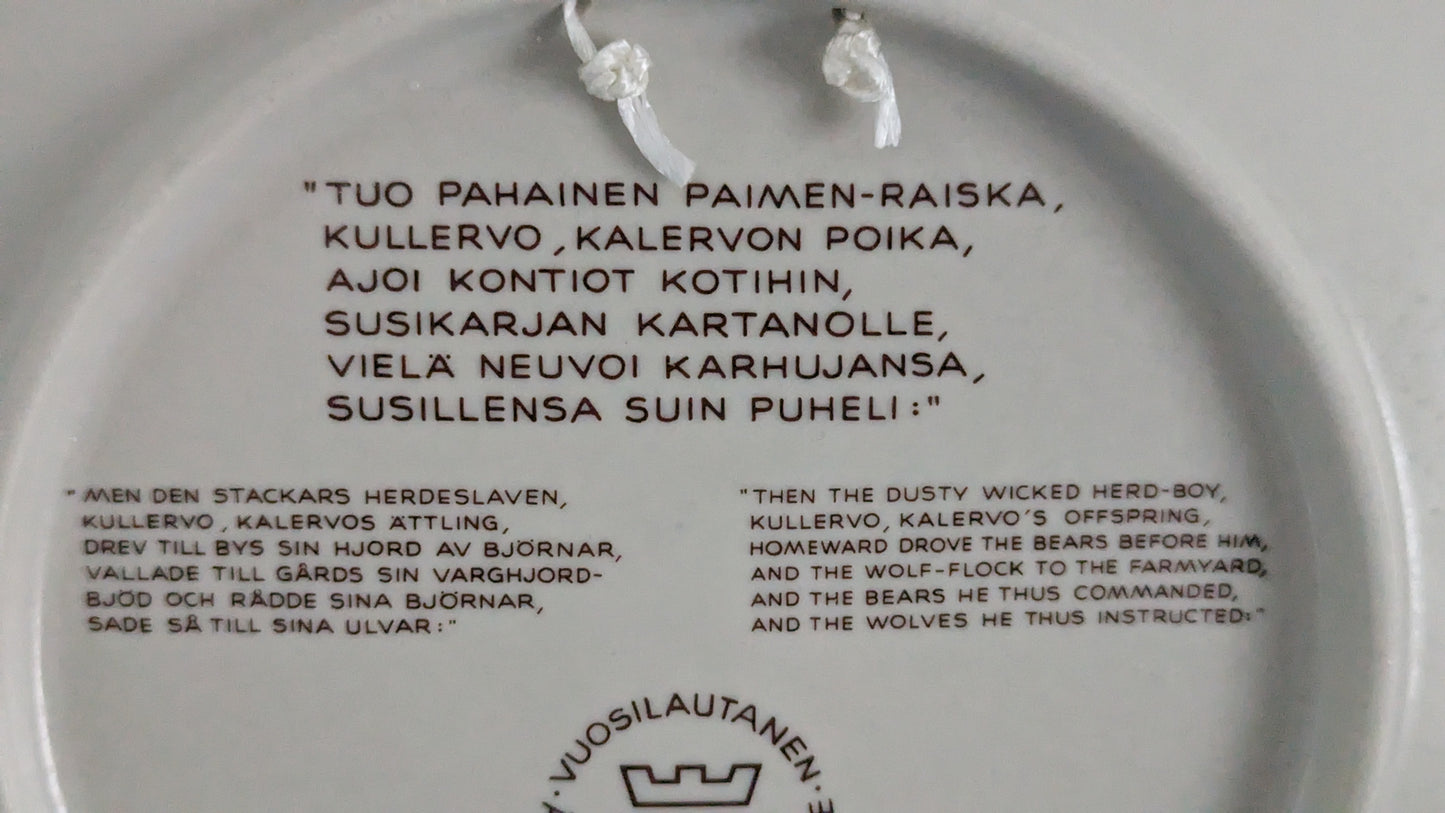 "TUO PAHAINEN PAIMEN-RAISKA,
KULLERVO, KALERVON POIKA,
AJOI KONTIOT KOTIHIN,
SUSIKARJAN KARTANOLLE,
VIELÄ NEUVOI KARHUJANSA,
SUSILLENSA SUIN PUHELI:"
"MEN DEN STACKARS HERDESLAVEN,
KULLERVO, KALERVOS ÄTTLING,
DREV TILL BYS SIN HJORD AV BJÖRNAR,
VALLADE TILL GÅRDS SIN VARGHJORD-
BJÖD OCH RÅDDE SINA BJÖRNAR,
SADE SÅ TILL SINA ULVAR:"
"THEN THE DUSTY WICKED HERD-BOY,
KULLERVO, KALERVO'S OFFSPRING,
HOMEWARD DROVE THE BEARS BEFORE HIM,
AND THE WOLF-FLOCK TO THE FARMYARD,
AND THE BEARS HE THUS COMMANDED,
AND THE WOLVES HE THUS INSTRUCTED:"
· VUOSILAUTANEN ·